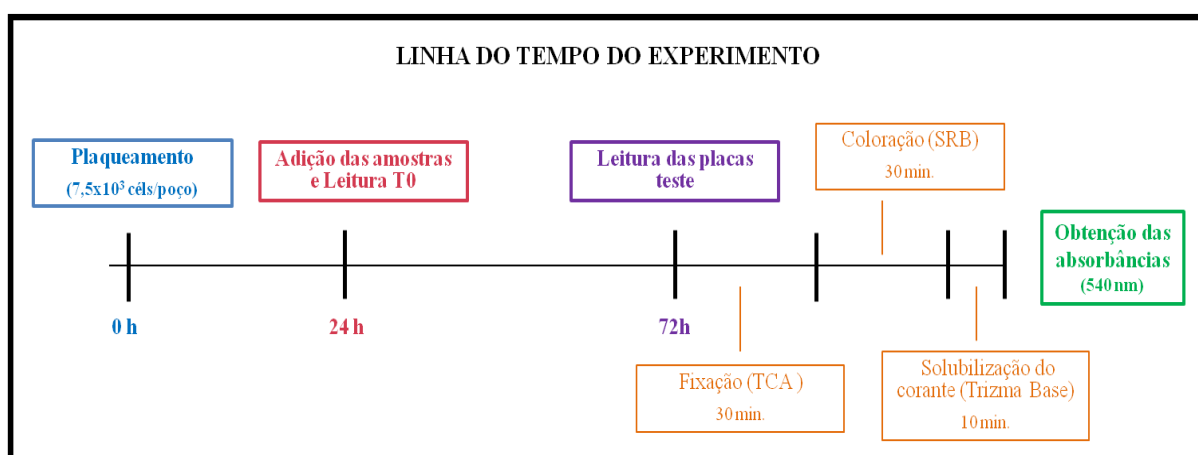 LINHA DO TEMPO DO EXPERIMENTO
Plaqueamento
(7,5x10³ céls/poço)
Adição das amostras
e Leitura T0
Leitura das placas
teste
Coloração (SRB)
30 min.
Obtenção das
absorbâncias
(540 nm)
0 h
24 h
72h
Fixação (TCA )
30 min.
Solubilização do
corante (Trizma Base)
10 min.